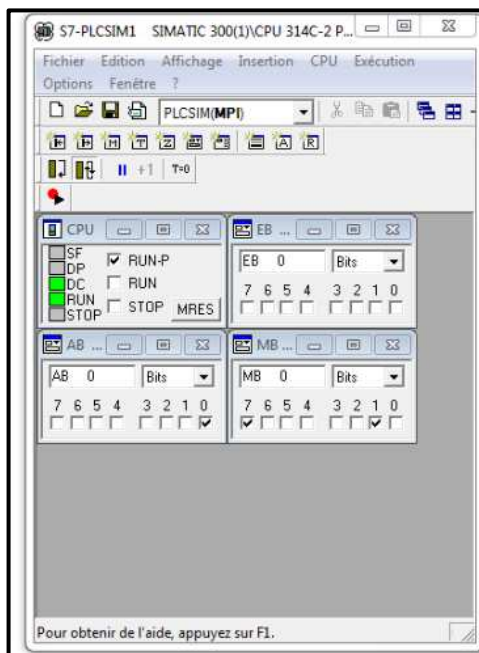 S7-PLCSIM1 SIMATIC 300(1)\CPU 314C-2 P...
Fichier Edition Affichage Insertion CPU Exécution
Options Fenêtre ?
PLCSIM(MPI)
E A M T Z A R
+1 T=0
CPU
SF
DP
DC
RUN
STOP
RUN-P
RUN
STOP MRES
EB ...
EB 0 Bits
7 6 5 4 3 2 1 0
AB ...
AB 0 Bits
7 6 5 4 3 2 1 0
MB ...
MB 0 Bits
7 6 5 4 3 2 1 0
Pour obtenir de l'aide, appuyez sur F1.